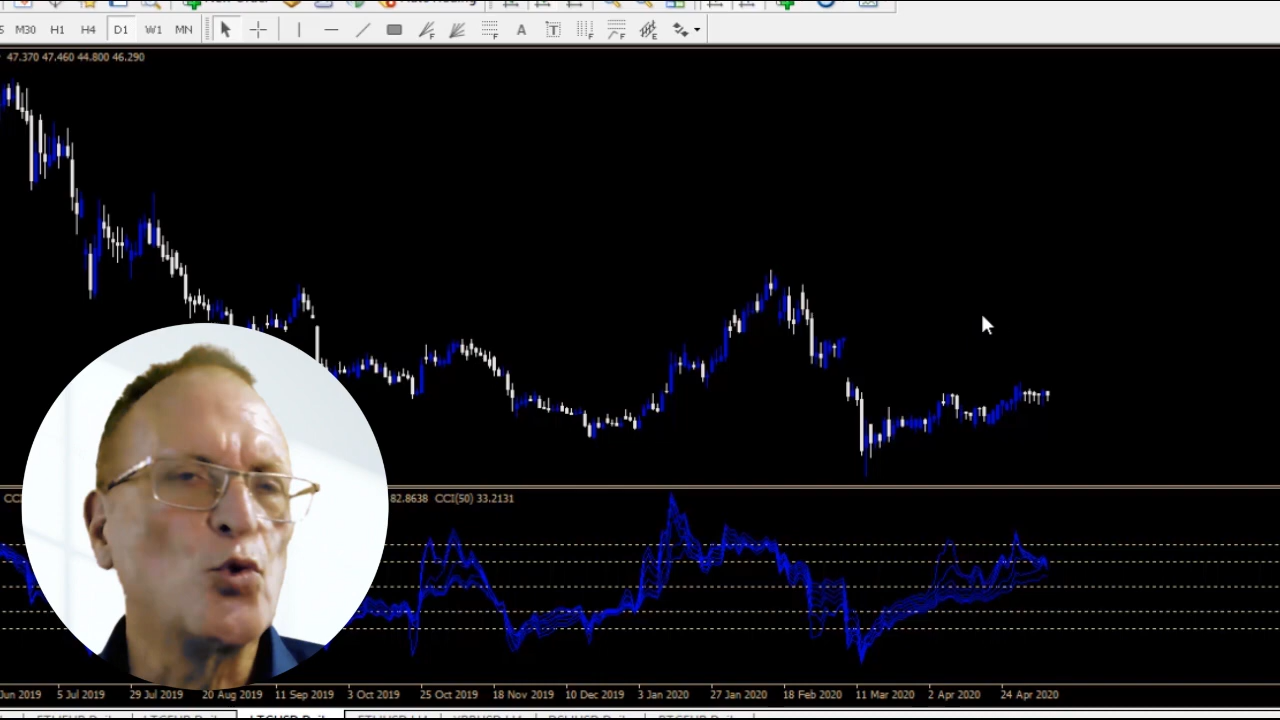 M30 H1 H4 D1 W1 MN
47.370 47.460 44.800 46.290
82.8638 CCI(50) 33.2131
Jun 2019 5 Jul 2019 29 Jul 2019 20 Aug 2019 11 Sep 2019 3 Oct 2019 25 Oct 2019 18 Nov 2019 10 Dec 2019 3 Jan 2020 27 Jan 2020 18 Feb 2020 11 Mar 2020 2 Apr 2020 24 Apr 2020